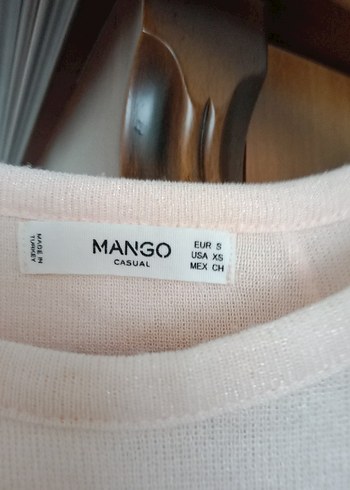 MADE IN
TURKEY
MANGO
CASUAL
EUR S
USA XS
MEX CH